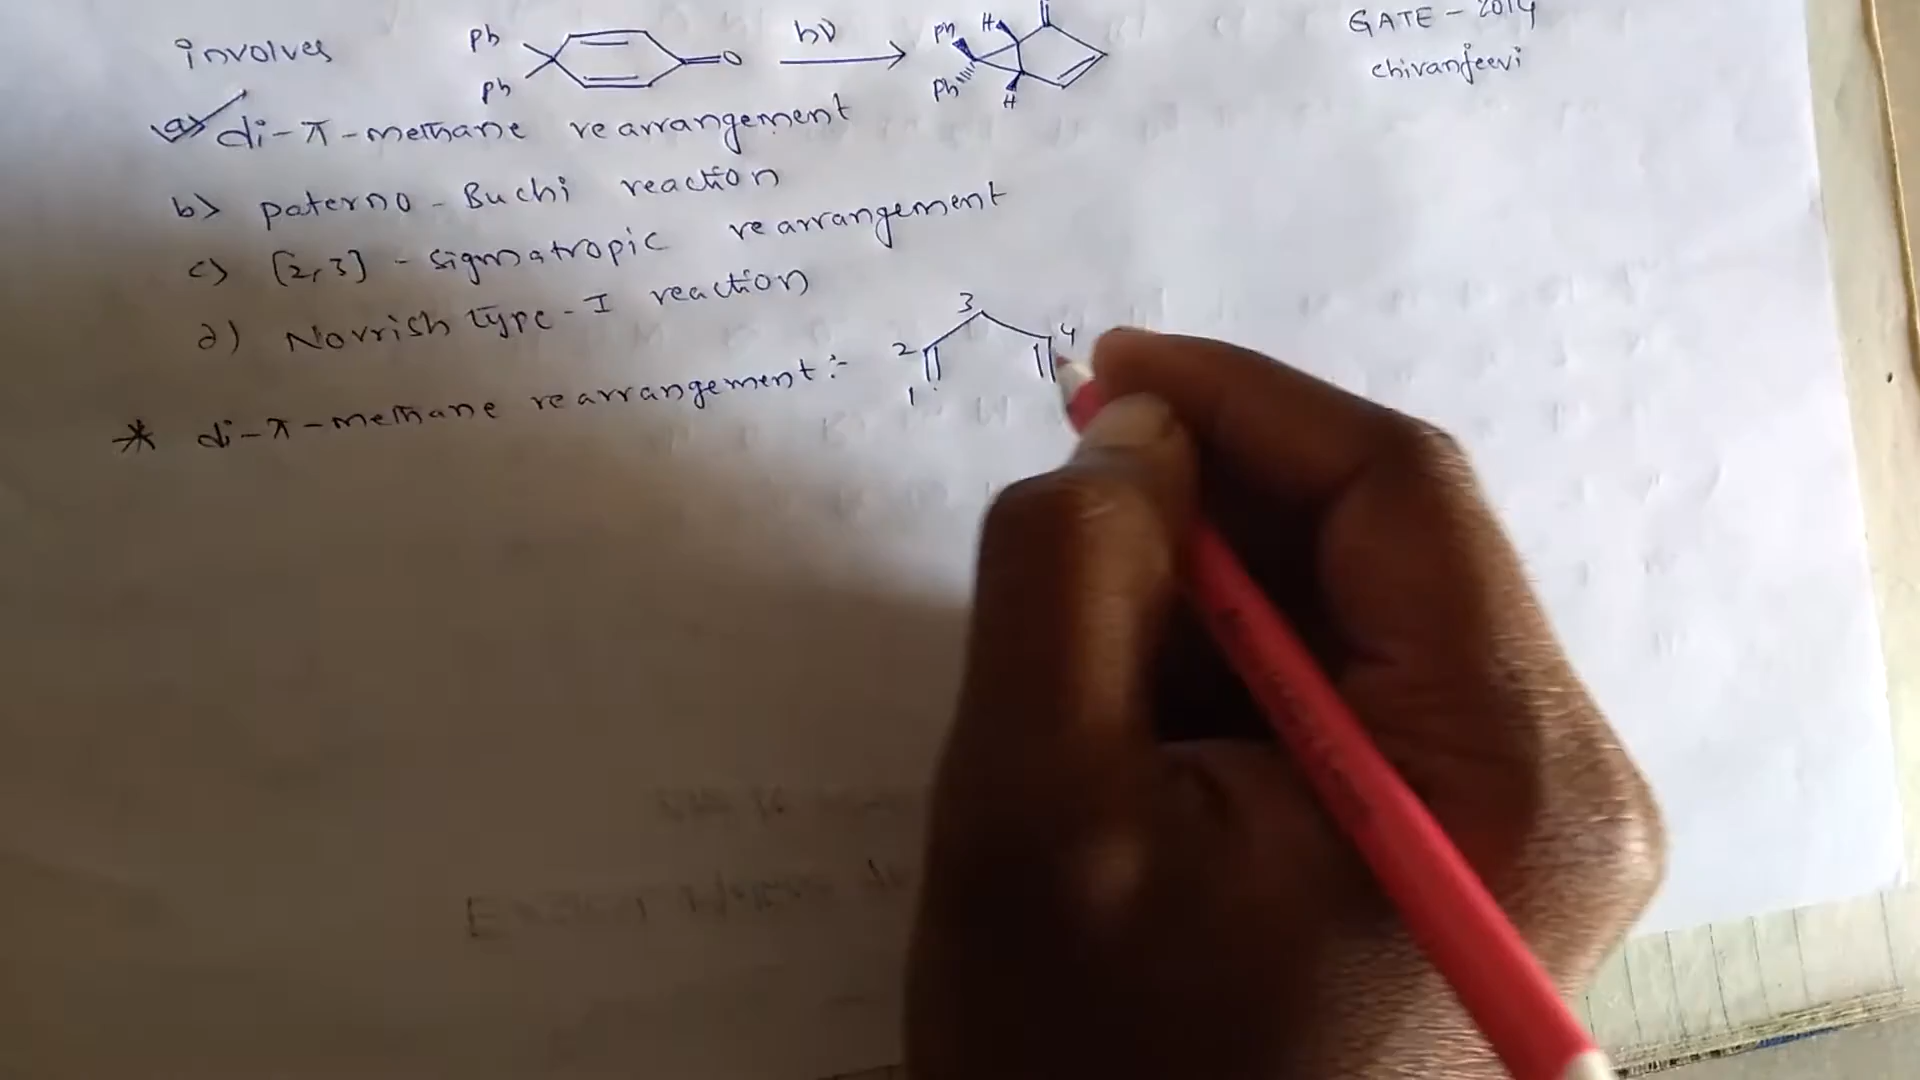 GATE - 2014
involves Ph Ph O hν Ph H Ph H
chivanjeevi
a) di-π-methane rearrangement
b) paterno - Buchi reaction
c) [2,3] - sigmatropic rearrangement
d) Norrish type-I reaction
* di-π-methane rearrangement :- 1 2 3 4